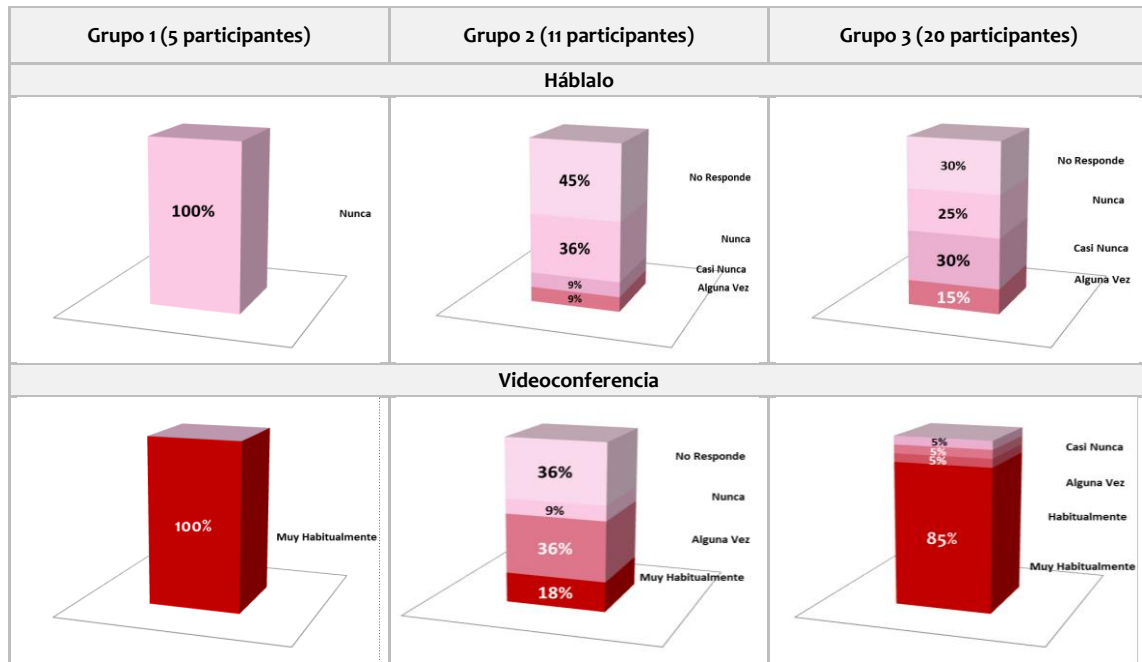 Grupo 1 (5 participantes)
Grupo 2 (11 participantes)
Grupo 3 (20 participantes)
Háblalo
100%
Nunca
45%
No Responde
36%
Nunca
Casi Nunca
9%
Alguna Vez
9%
30%
No Responde
25%
Nunca
30%
Casi Nunca
15%
Alguna Vez
Videoconferencia
100%
Muy Habitualmente
36%
No Responde
9%
Nunca
36%
Alguna Vez
18%
Muy Habitualmente
5%
Casi Nunca
5%
Alguna Vez
5%
Habitualmente
85%
Muy Habitualmente